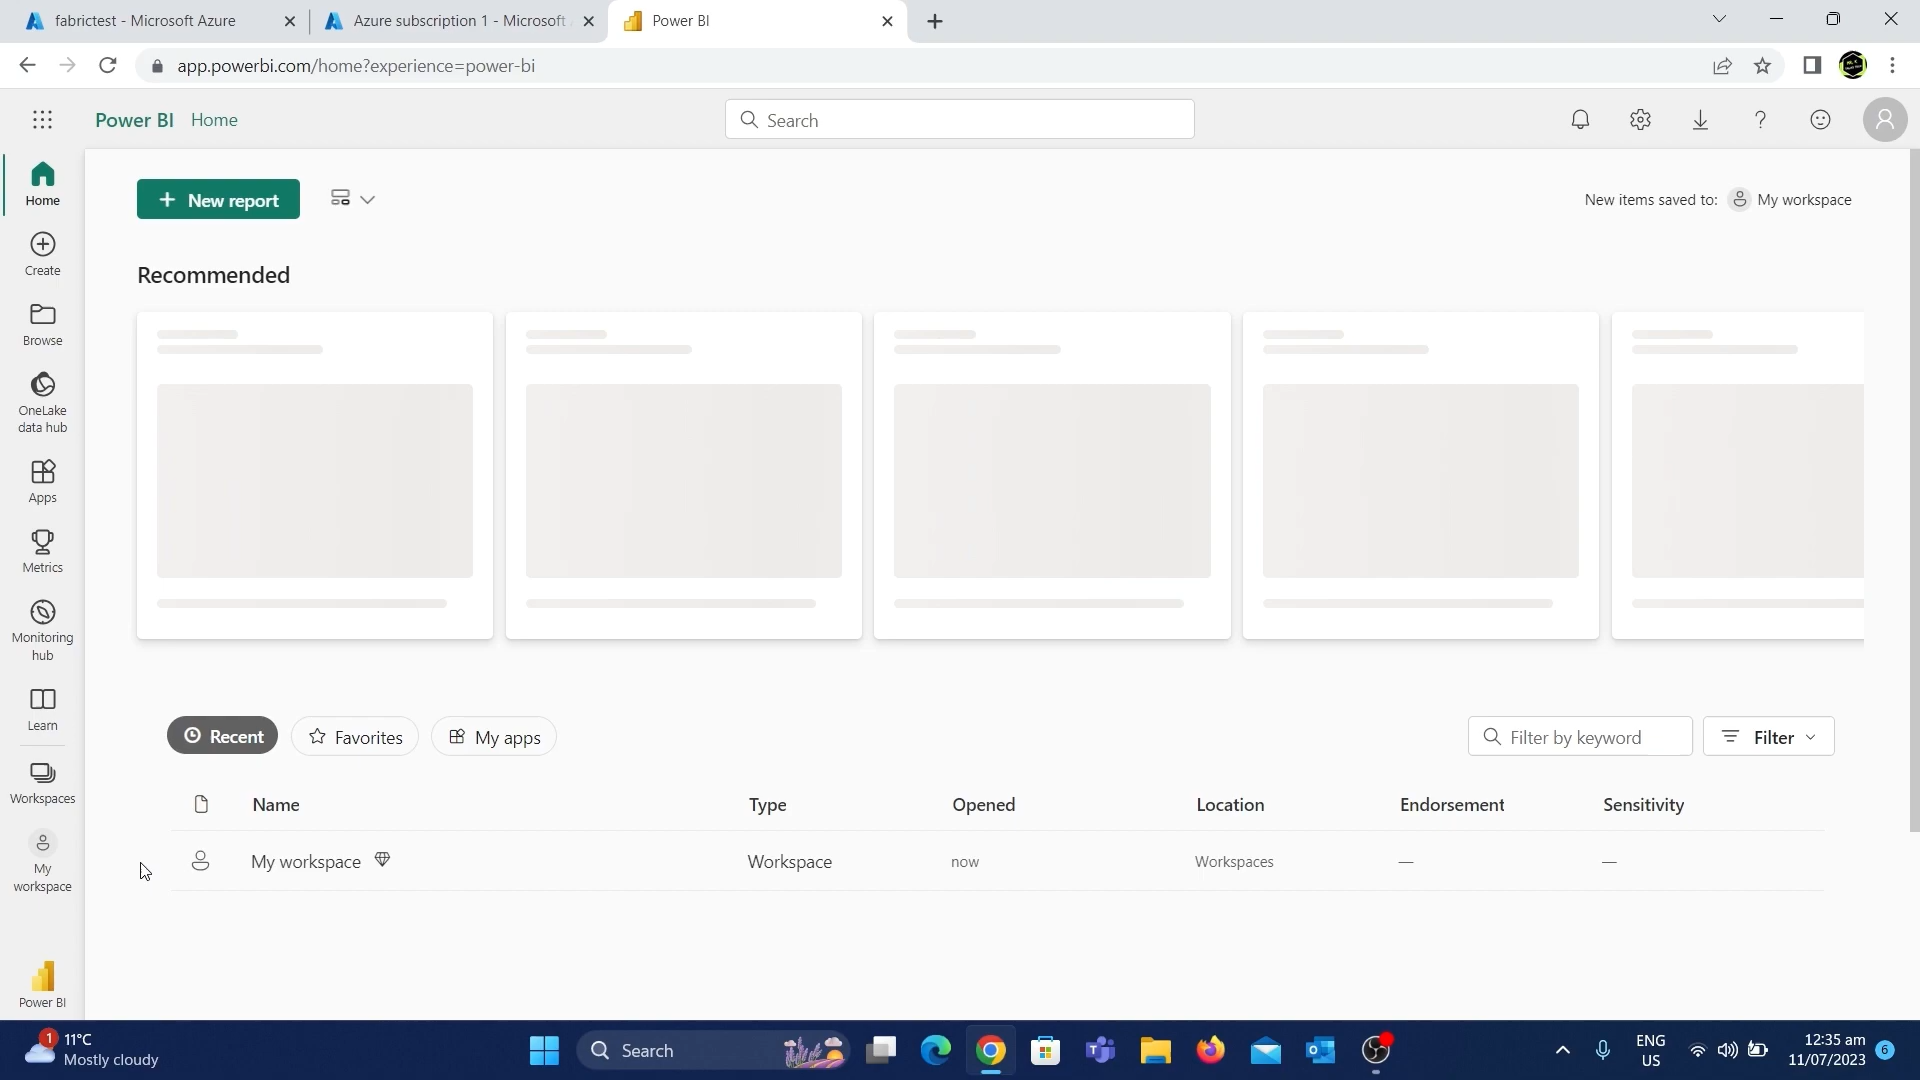 fabrictest - Microsoft Azure
Azure subscription 1 - Microsoft
Power BI
app.powerbi.com/home?experience=power-bi
Power BI Home
Search
Home
Create
Browse
OneLake
data hub
Apps
Metrics
Monitoring
hub
Learn
Workspaces
My
workspace
Power BI
New report
New items saved to: My workspace
Recommended
Recent
Favorites
My apps
Filter by keyword
Filter
Name Type Opened Location Endorsement Sensitivity
My workspace Workspace now Workspaces — —
1
11°C
Mostly cloudy
Search
ENG
US
12:35 am
11/07/2023
6